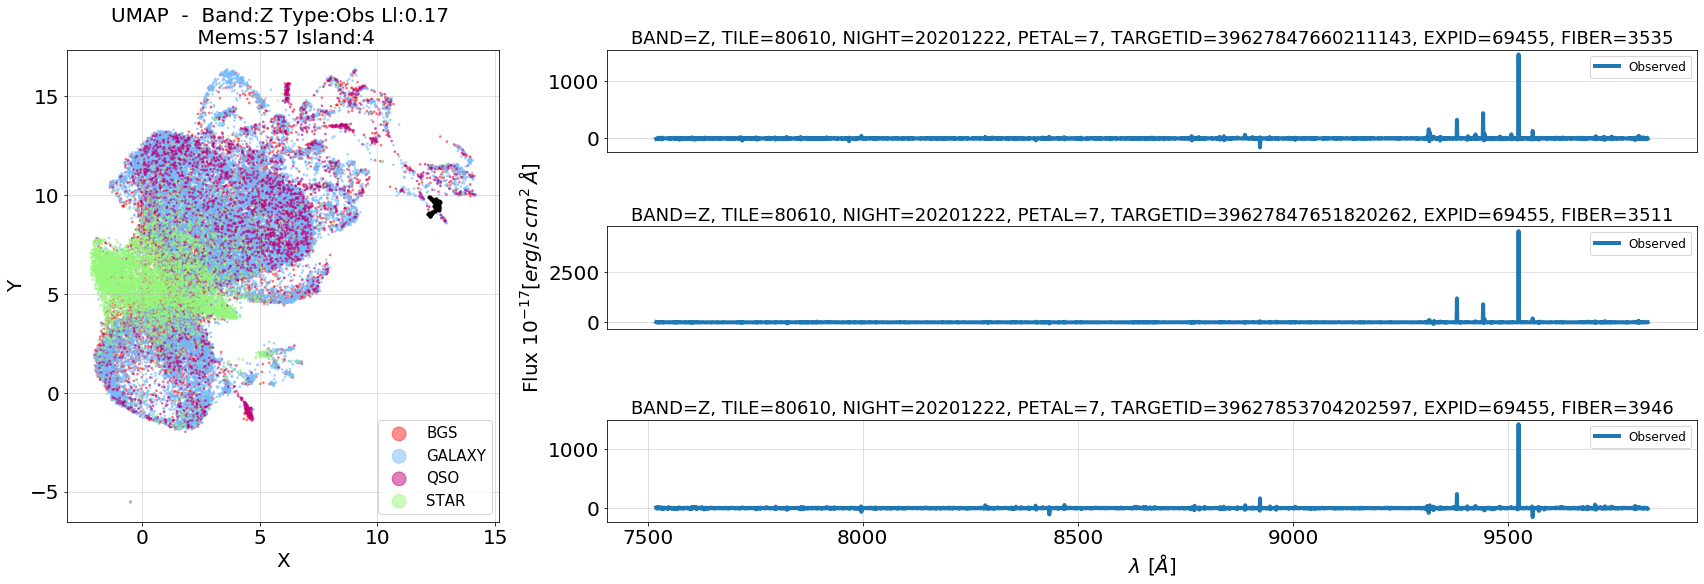 UMAP - Band:Z Type:Obs Ll:0.17
Mems:57 Island:4
15
10
5
0
−5
Y
0
5
10
15
X
BGS
GALAXY
QSO
STAR
Flux 10⁻¹⁷[erg/s cm² Å]
BAND=Z, TILE=80610, NIGHT=20201222, PETAL=7, TARGETID=39627847660211143, EXPID=69455, FIBER=3535
1000
0
Observed
BAND=Z, TILE=80610, NIGHT=20201222, PETAL=7, TARGETID=39627847651820262, EXPID=69455, FIBER=3511
2500
0
Observed
BAND=Z, TILE=80610, NIGHT=20201222, PETAL=7, TARGETID=39627853704202597, EXPID=69455, FIBER=3946
1000
0
Observed
7500
8000
8500
9000
9500
λ [Å]